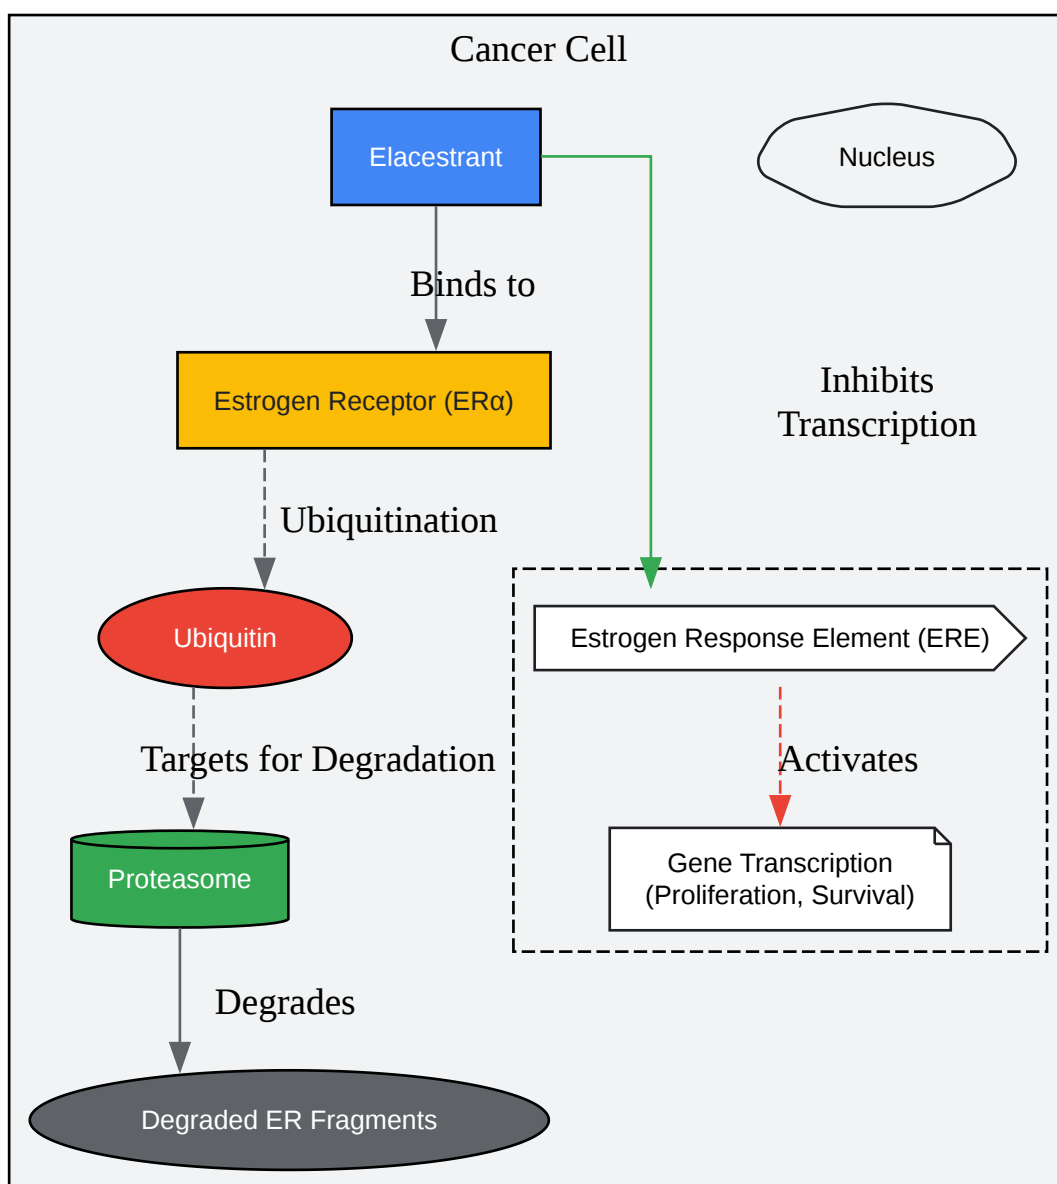 Cancer Cell
Elacestrant
Nucleus
Binds to
Inhibits
Transcription
Estrogen Receptor (ERα)
Ubiquitination
Ubiquitin
Estrogen Response Element (ERE)
Targets for Degradation
Activates
Proteasome
Gene Transcription
(Proliferation, Survival)
Degrades
Degraded ER Fragments